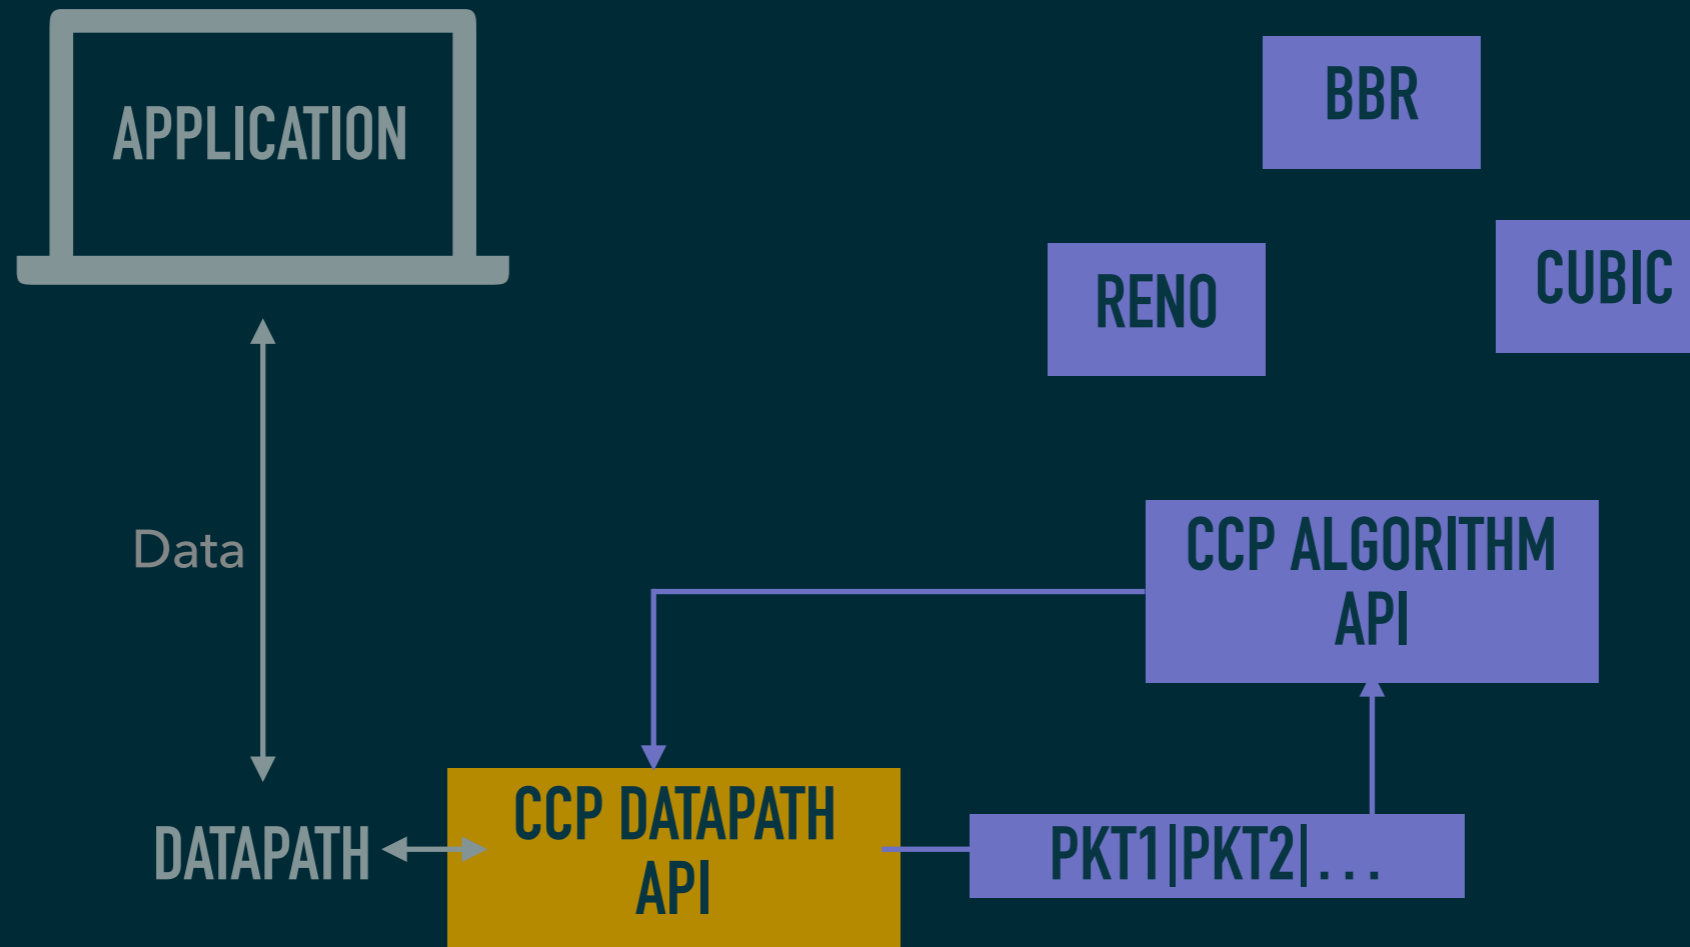 APPLICATION
BBR
RENO
CUBIC
Data
CCP ALGORITHM
API
DATAPATH
CCP DATAPATH
API
PKT1|PKT2|...